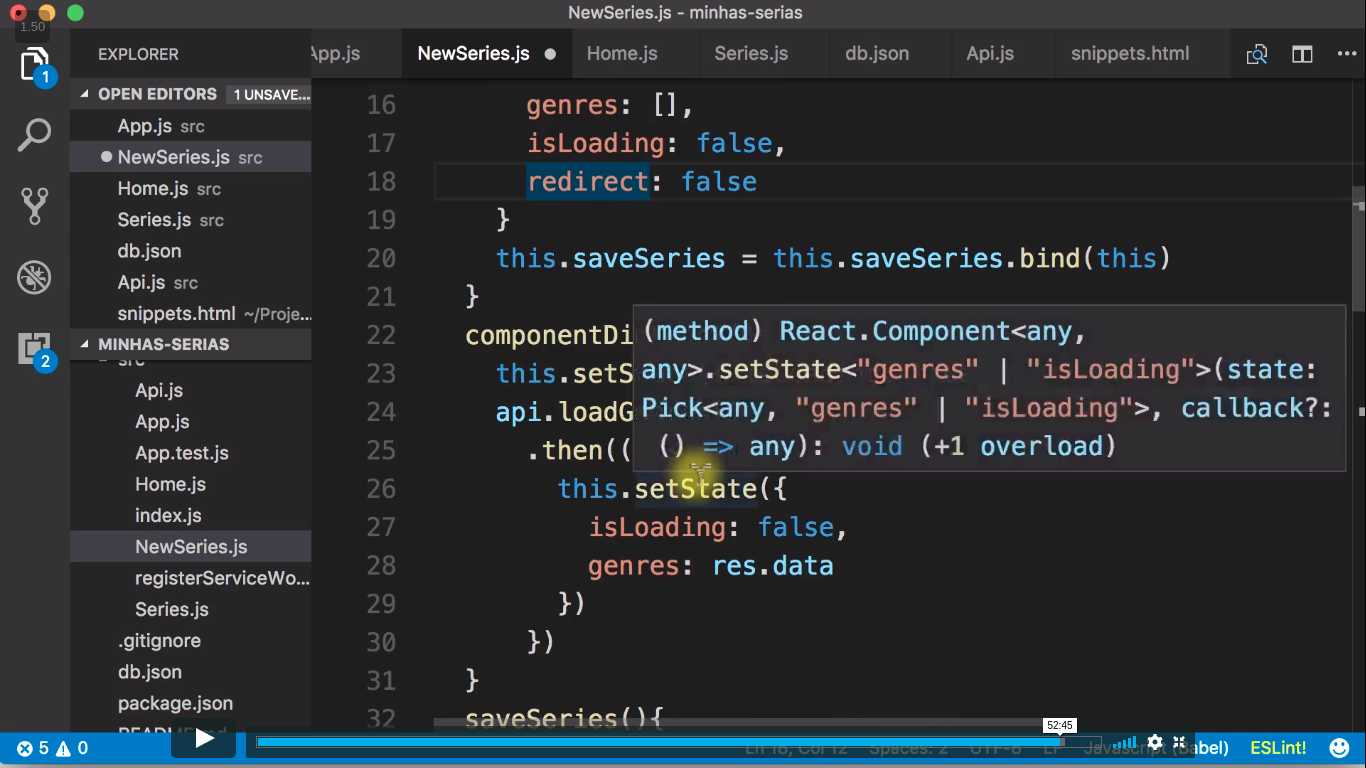 NewSeries.js - minhas-serias
1.50
EXPLORER
App.js
NewSeries.js
Home.js
Series.js
db.json
Api.js
snippets.html
1
OPEN EDITORS 1 UNSAVE...
App.js src
NewSeries.js src
Home.js src
Series.js src
db.json
Api.js src
snippets.html ~/Proje...
2
MINHAS-SERIAS
src
Api.js
App.js
App.test.js
Home.js
index.js
NewSeries.js
registerServiceWo...
Series.js
.gitignore
db.json
package.json
16 genres: [],
17 isLoading: false,
18 redirect: false
19 }
20 this.saveSeries = this.saveSeries.bind(this)
21 }
22 componentDi
23 this.setS
24 api.loadG
25 .then((
26 this.setState({
27 isLoading: false,
28 genres: res.data
29 })
30 })
31 }
32 saveSeries(){
(method) React.Component<any,
any>.setState<"genres" | "isLoading">(state:
Pick<any, "genres" | "isLoading">, callback?:
() => any): void (+1 overload)
52:45
5 0
Ln 18, Col 12 Spaces: 2 UTF-8 LF Javascript (Babel) ESLint!